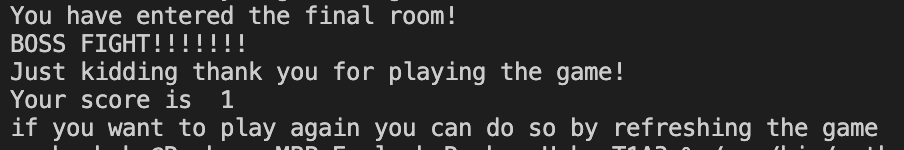 You have entered the final room!
BOSS FIGHT!!!!!!!
Just kidding thank you for playing the game!
Your score is  1
if you want to play again you can do so by refreshing the game